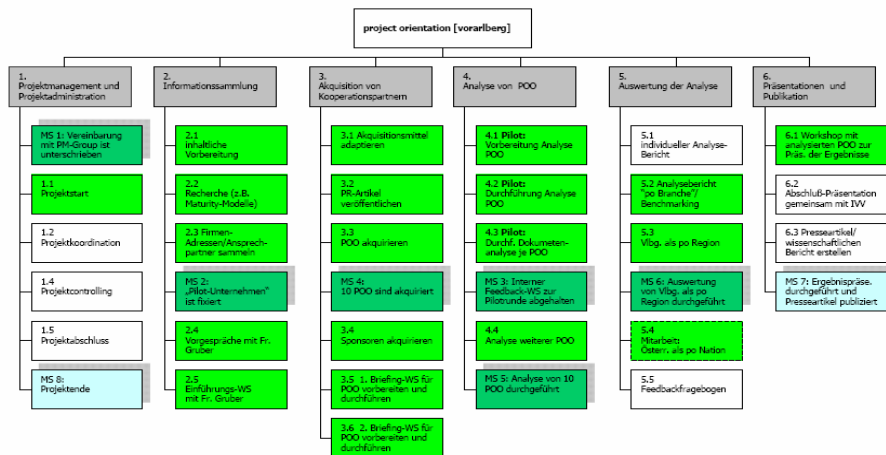 project orientation [vorarlberg]
1.
Projektmanagement und
Projektadministration
MS 1: Vereinbarung
mit PM-Group ist
unterschrieben
1.1
Projektstart
1.2
Projektkoordination
1.4
Projektcontrolling
1.5
Projektabschluss
MS 8:
Projektende
2.
Informationssammlung
2.1
inhaltliche
Vorbereitung
2.2
Recherche (z.B.
Maturity-Modelle)
2.3 Firmen-
Adressen/Ansprech-
partner sammeln
MS 2:
„Pilot-Unternehmen"
ist fixiert
2.4
Vorgespräche mit Fr.
Gruber
2.5
Einführungs-WS
mit Fr. Gruber
3.
Akquisition von
Kooperationspartnern
3.1 Akquisitionsmittel
adaptieren
3.2
PR-Artikel
veröffentlichen
3.3
POO akquirieren
MS 4:
10 POO sind akquiriert
3.4
Sponsoren akquirieren
3.5 1. Briefing-WS für
POO vorbereiten und
durchführen
3.6 2. Briefing-WS für
POO vorbereiten und
durchführen
4.
Analyse von POO
4.1 Pilot:
Vorbereitung Analyse
POO
4.2 Pilot:
Durchführung Analyse
POO
4.3 Pilot:
Durchf. Dokumeten-
analyse je POO
MS 3: Interner
Feedback-WS zur
Pilotrunde abgehalten
4.4
Analyse weiterer POO
MS 5: Analyse von 10
POO durchgeführt
5.
Auswertung der Analyse
5.1
individueller Analyse-
Bericht
5.2 Analysebericht
"po Branche"/
Benchmarking
5.3
Vlbg. als po Region
MS 6: Auswertung
von Vlbg. als po
Region durchgeführt
5.4
Mitarbeit:
Österr. als po Nation
5.5
Feedbackfragebogen
6.
Präsentationen und
Publikation
6.1 Workshop mit
analysierten POO zur
Präs. der Ergebnisse
6.2
Abschluß-Präsentation
gemeinsam mit IVV
6.3 Presseartikel/
wissenschaftlichen
Bericht erstellen
MS 7: Ergebnispräse.
durchgeführt und
Presseartikel publiziert